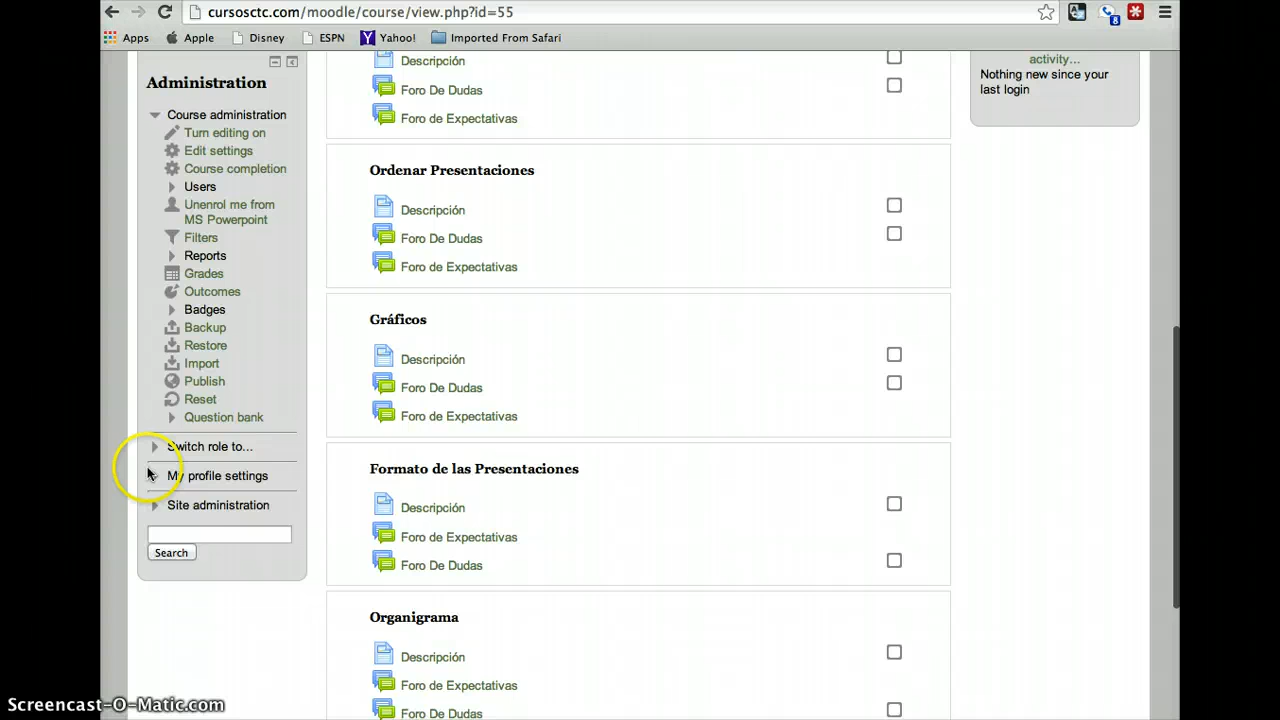 cursosctc.com/moodle/course/view.php?id=55
8
Apps Apple Disney ESPN Yahoo! Imported From Safari
Administration
Course administration
Turn editing on
Edit settings
Course completion
Users
Unenrol me from
MS Powerpoint
Filters
Reports
Grades
Outcomes
Badges
Backup
Restore
Import
Publish
Reset
Question bank
Switch role to...
My profile settings
Site administration
Search
Descripción
Foro De Dudas
Foro de Expectativas
Ordenar Presentaciones
Descripción
Foro De Dudas
Foro de Expectativas
Gráficos
Descripción
Foro De Dudas
Foro de Expectativas
Formato de las Presentaciones
Descripción
Foro de Expectativas
Foro De Dudas
Organigrama
Descripción
Foro de Expectativas
Foro De Dudas
activity...
Nothing new since your
last login
Screencast-O-Matic.com